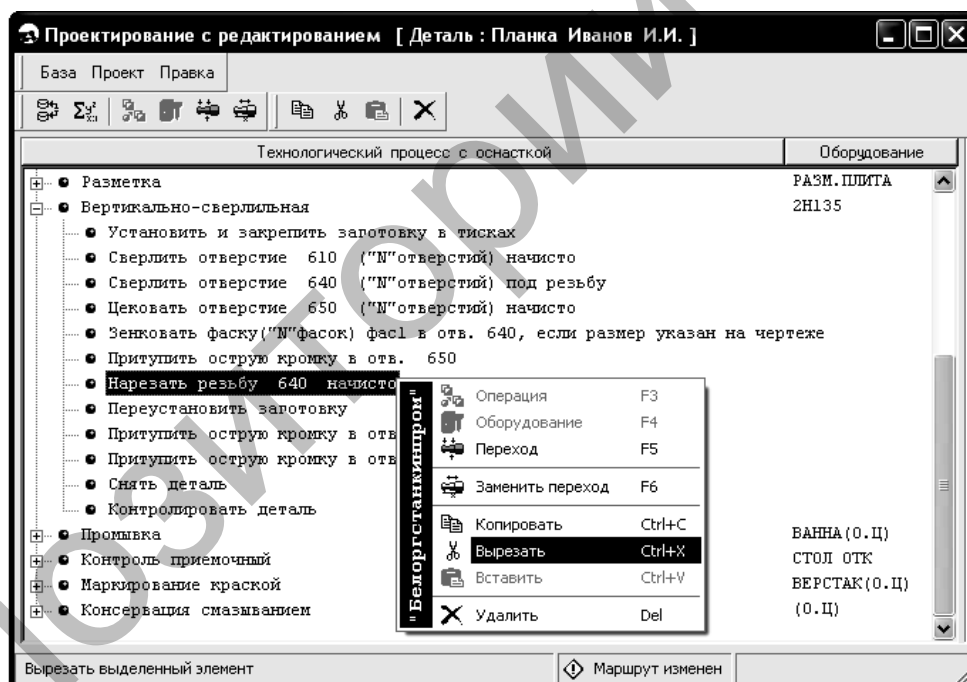 Проектирование с редактированием [ Деталь : Планка Иванов И.И. ]
База Проект Правка
Технологический процесс с оснасткой Оборудование
Разметка РАЗМ.ПЛИТА
Вертикально-сверлильная 2Н135
Установить и закрепить заготовку в тисках
Сверлить отверстие 610 ("N"отверстий) начисто
Сверлить отверстие 640 ("N"отверстий) под резьбу
Цековать отверстие 650 ("N"отверстий) начисто
Зенковать фаску("N"фасок) фас1 в отв. 640, если размер указан на чертеже
Притупить острую кромку в отв. 650
Нарезать резьбу 640 начисто
Переустановить заготовку
Притупить острую кромку в отв
Притупить острую кромку в отв
Снять деталь
Контролировать деталь
Промывка ВАННА(О.Ц)
Контроль приемочный СТОЛ ОТК
Маркирование краской ВЕРСТАК(О.Ц)
Консервация смазыванием (О.Ц)
"Белоргстанкинпром"
Операция F3
Оборудование F4
Переход F5
Заменить переход F6
Копировать Ctrl+C
Вырезать Ctrl+X
Вставить Ctrl+V
Удалить Del
Вырезать выделенный элемент Маршрут изменен